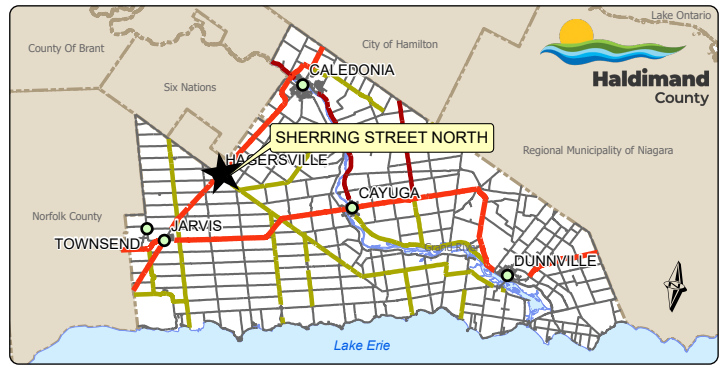 Lake Ontario
County Of Brant
City of Hamilton
Haldimand
County
CALEDONIA
Six Nations
SHERRING STREET NORTH
HAGERSVILLE
Regional Municipality of Niagara
CAYUGA
Norfolk County
JARVIS
TOWNSEND
Grand River
DUNNVILLE
Lake Erie